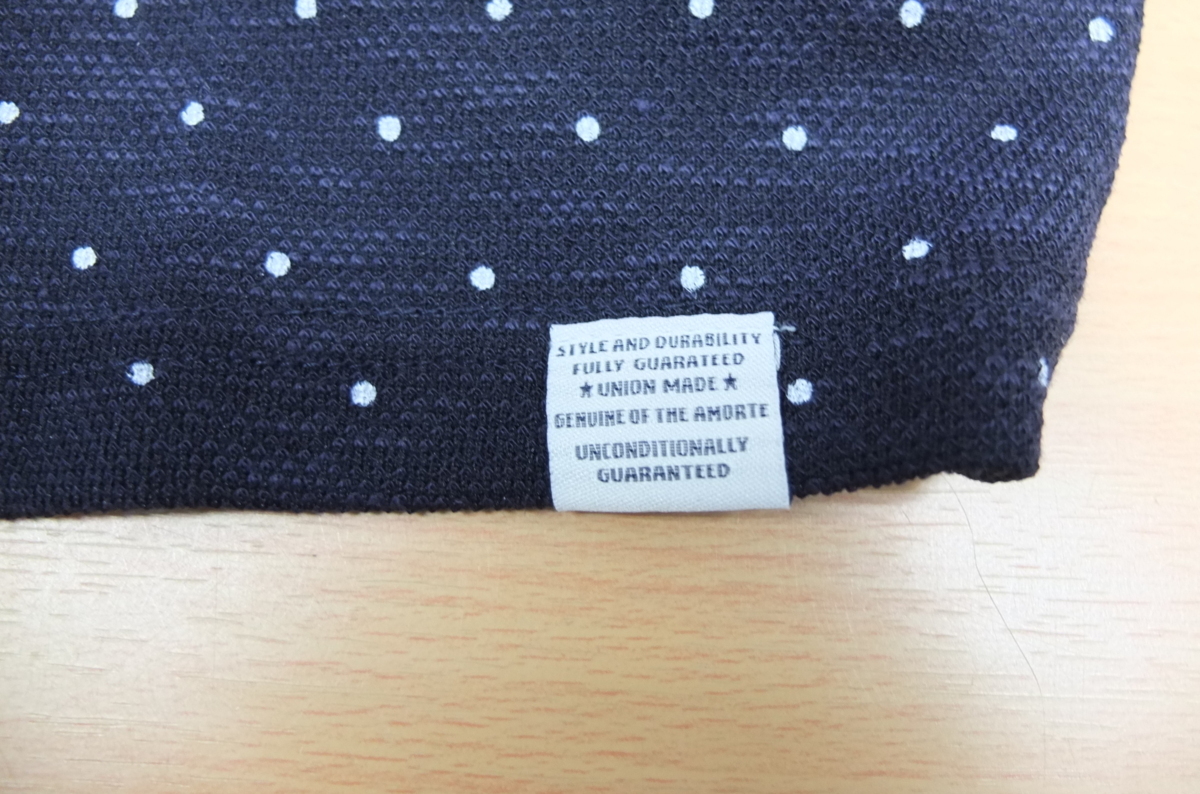 STYLE AND DURABILITY
FULLY GUARATEED
★ UNION MADE ★
GENUINE OF THE AMORTE
UNCONDITIONALLY
GUARANTEED